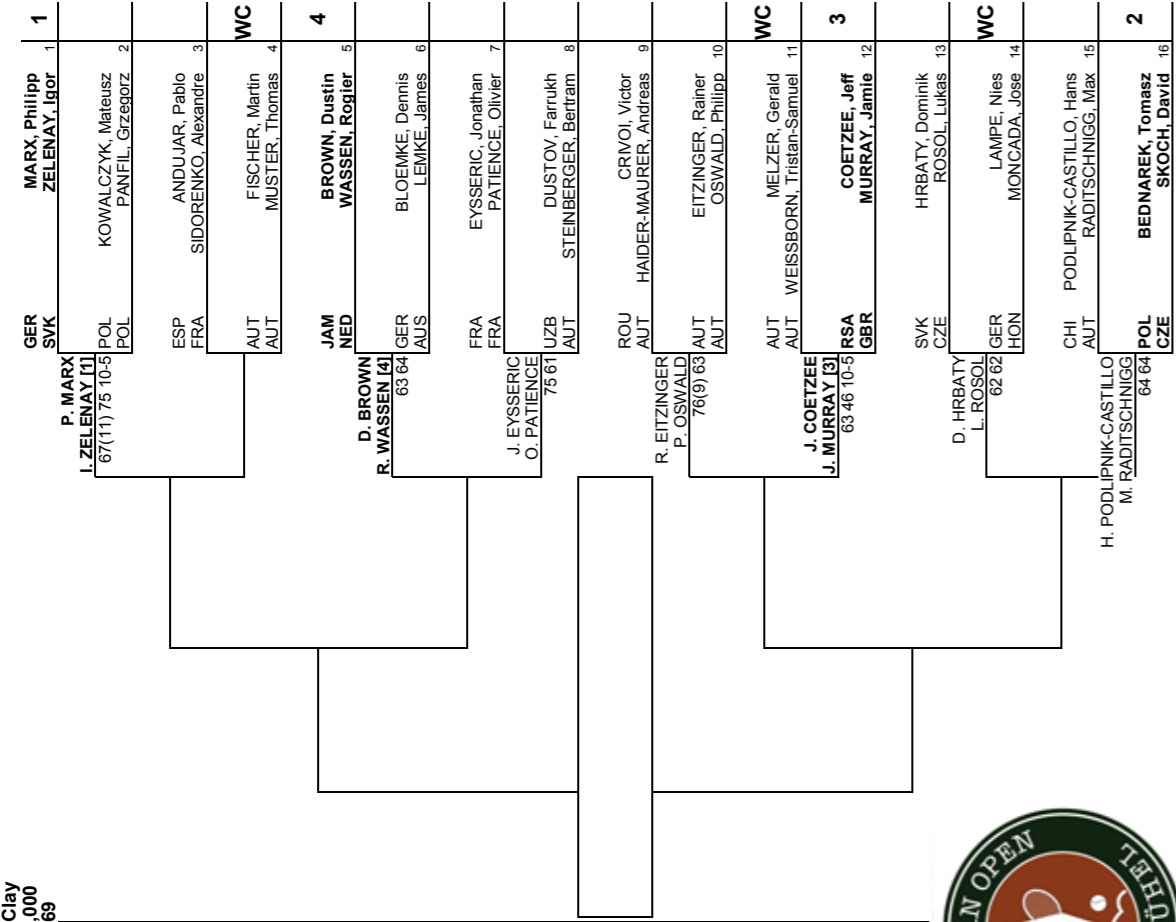 1 GER MARX, Philipp 1
SVK ZELENAY, Igor
POL KOWALCZYK, Mateusz 2
POL PANFIL, Grzegorz
ESP ANDUJAR, Pablo 3
FRA SIDORENKO, Alexandre
WC AUT FISCHER, Martin 4
AUT MUSTER, Thomas
4 JAM BROWN, Dustin 5
NED WASSEN, Rogier
GER BLOEMKE, Dennis 6
AUS LEMKE, James
FRA EYSSERIC, Jonathan 7
FRA PATIENCE, Olivier
UZB DUSTOV, Farrukh 8
AUT STEINBERGER, Bertram
ROU CRIVOI, Victor 9
AUT HAIDER-MAURER, Andreas
AUT EITZINGER, Rainer 10
AUT OSWALD, Philipp
WC AUT MELZER, Gerald 11
AUT WEISSBORN, Tristan-Samuel
3 RSA COETZEE, Jeff 12
GBR MURRAY, Jamie
SVK HRBATY, Dominik 13
CZE ROSOL, Lukas
WC GER LAMPE, Nies 14
HON MONCADA, Jose
CHI PODLIPNIK-CASTILLO, Hans 15
AUT RADITSCHNIGG, Max
2 POL BEDNAREK, Tomasz 16
CZE SKOCH, David
P. MARX
I. ZELENAY [1]
67(11) 75 10-5
D. BROWN
R. WASSEN [4]
63 64
J. EYSSERIC
O. PATIENCE
75 61
R. EITZINGER
P. OSWALD
76(9) 63
J. COETZEE
J. MURRAY [3]
63 46 10-5
D. HRBATY
L. ROSOL
62 62
H. PODLIPNIK-CASTILLO
M. RADITSCHNIGG
64 64
Clay
,000
69
N OPEN
ÜHEL